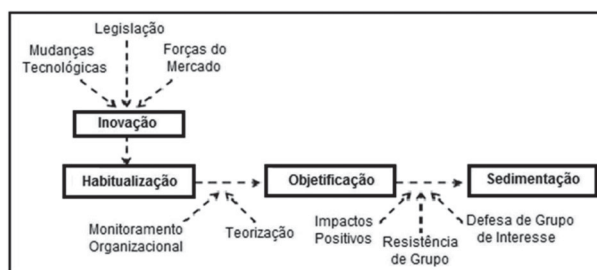 Legislação
Mudanças
Tecnológicas
Forças do
Mercado
Inovação
Habitualização
Objetificação
Sedimentação
Monitoramento
Organizacional
Teorização
Impactos
Positivos
Resistência
de Grupo
Defesa de Grupo
de Interesse